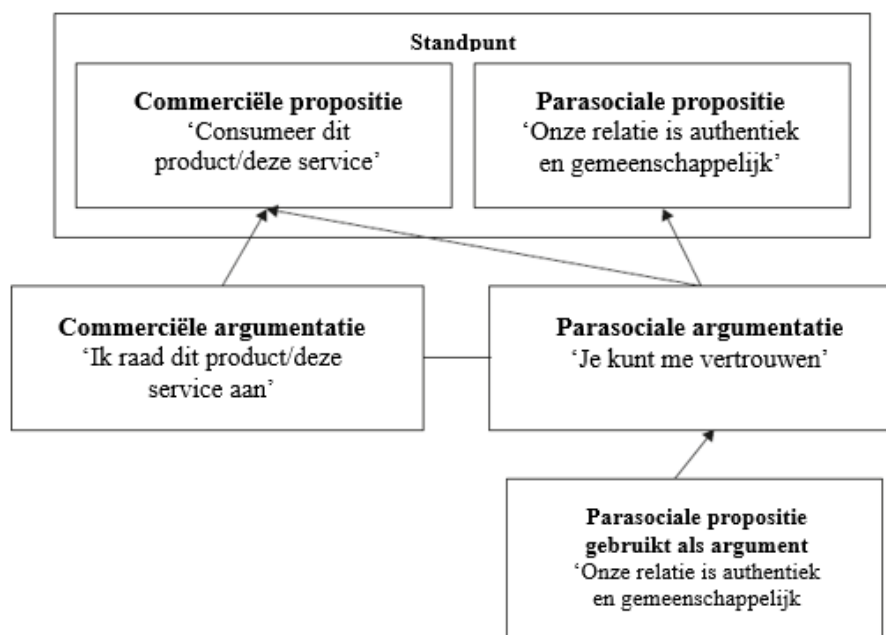 Standpunt
Commerciële propositie
‘Consumeer dit
product/deze service’
Parasociale propositie
‘Onze relatie is authentiek
en gemeenschappelijk’
Commerciële argumentatie
‘Ik raad dit product/deze
service aan’
Parasociale argumentatie
‘Je kunt me vertrouwen’
Parasociale propositie
gebruikt als argument
‘Onze relatie is authentiek
en gemeenschappelijk